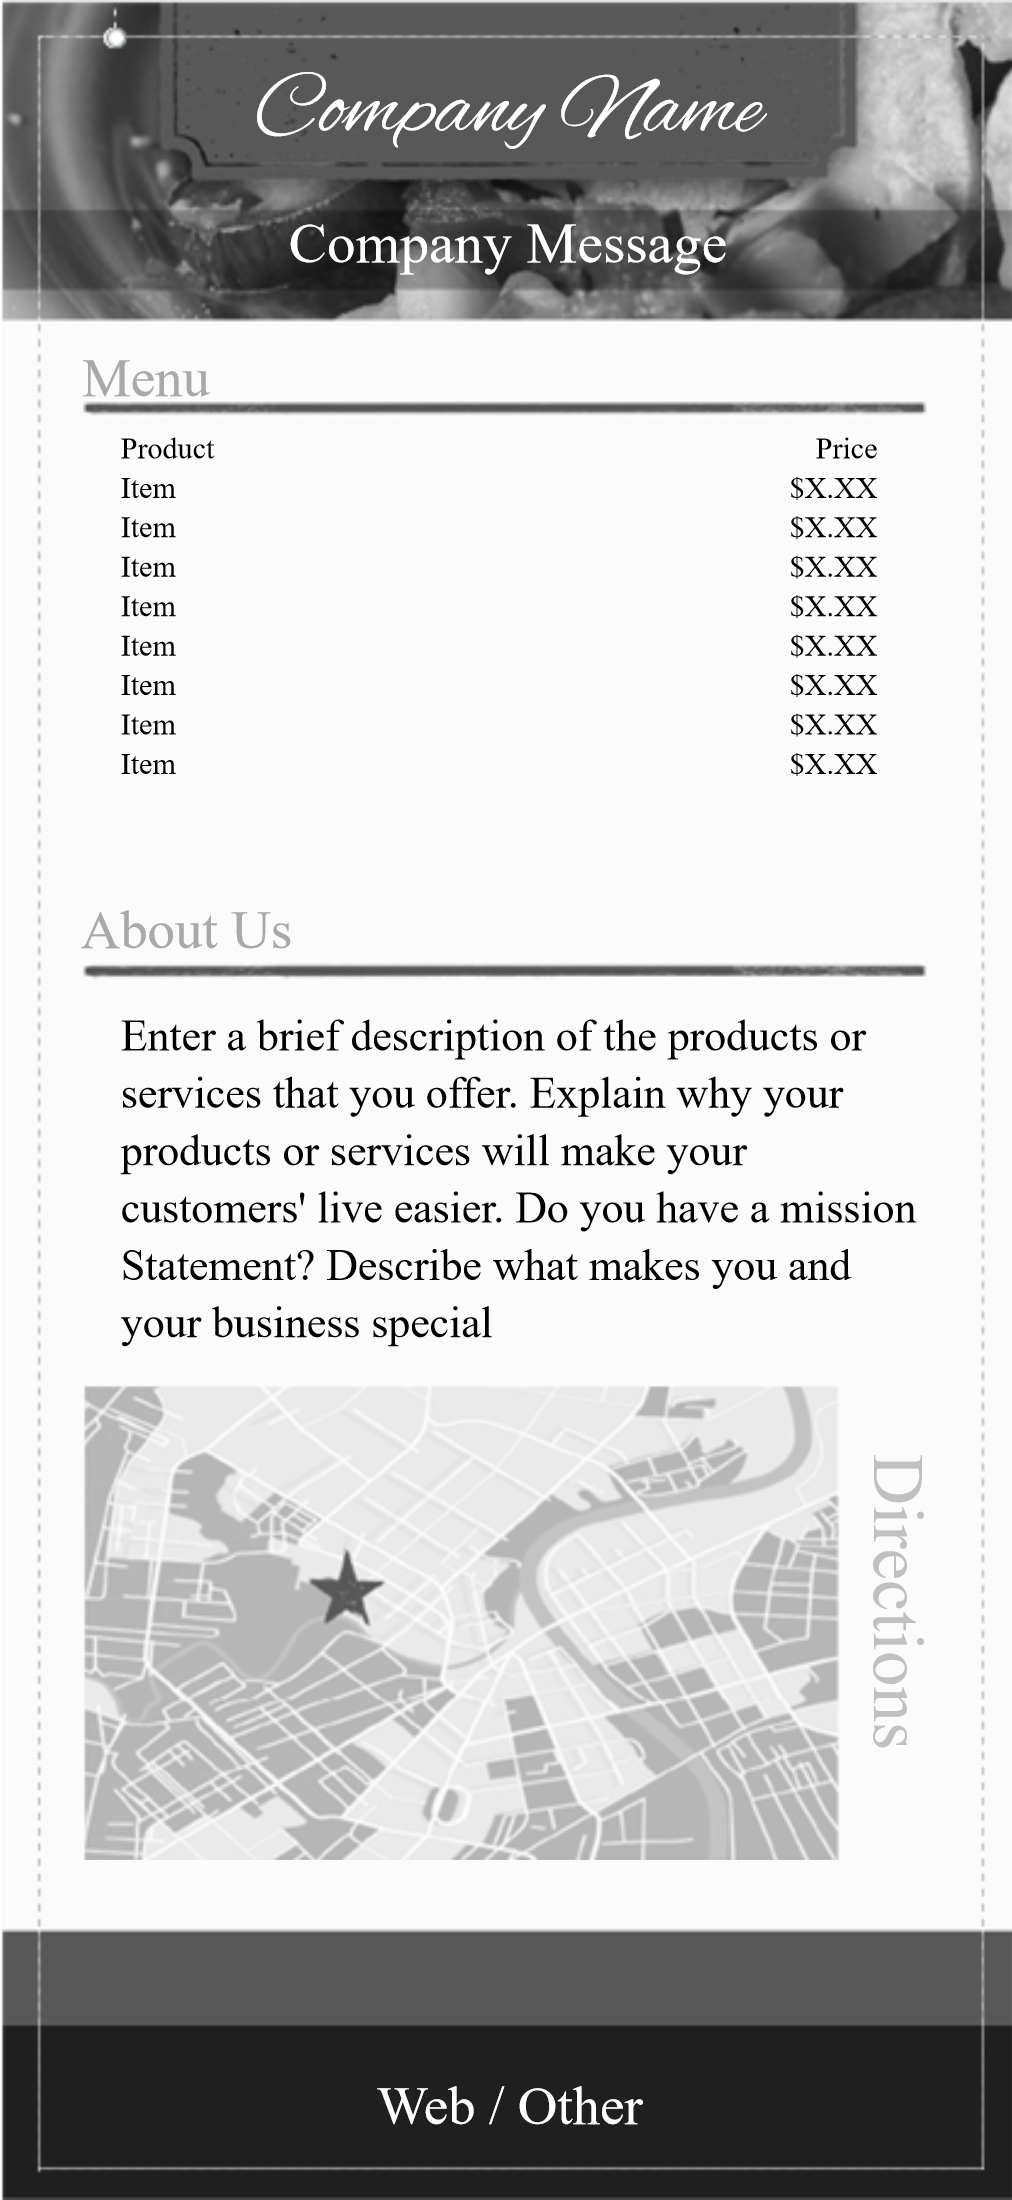 Company Name
Company Message
Menu
Product Price
Item $X.XX
Item $X.XX
Item $X.XX
Item $X.XX
Item $X.XX
Item $X.XX
Item $X.XX
Item $X.XX
About Us
Enter a brief description of the products or
services that you offer. Explain why your
products or services will make your
customers' live easier. Do you have a mission
Statement? Describe what makes you and
your business special
Directions
Web / Other